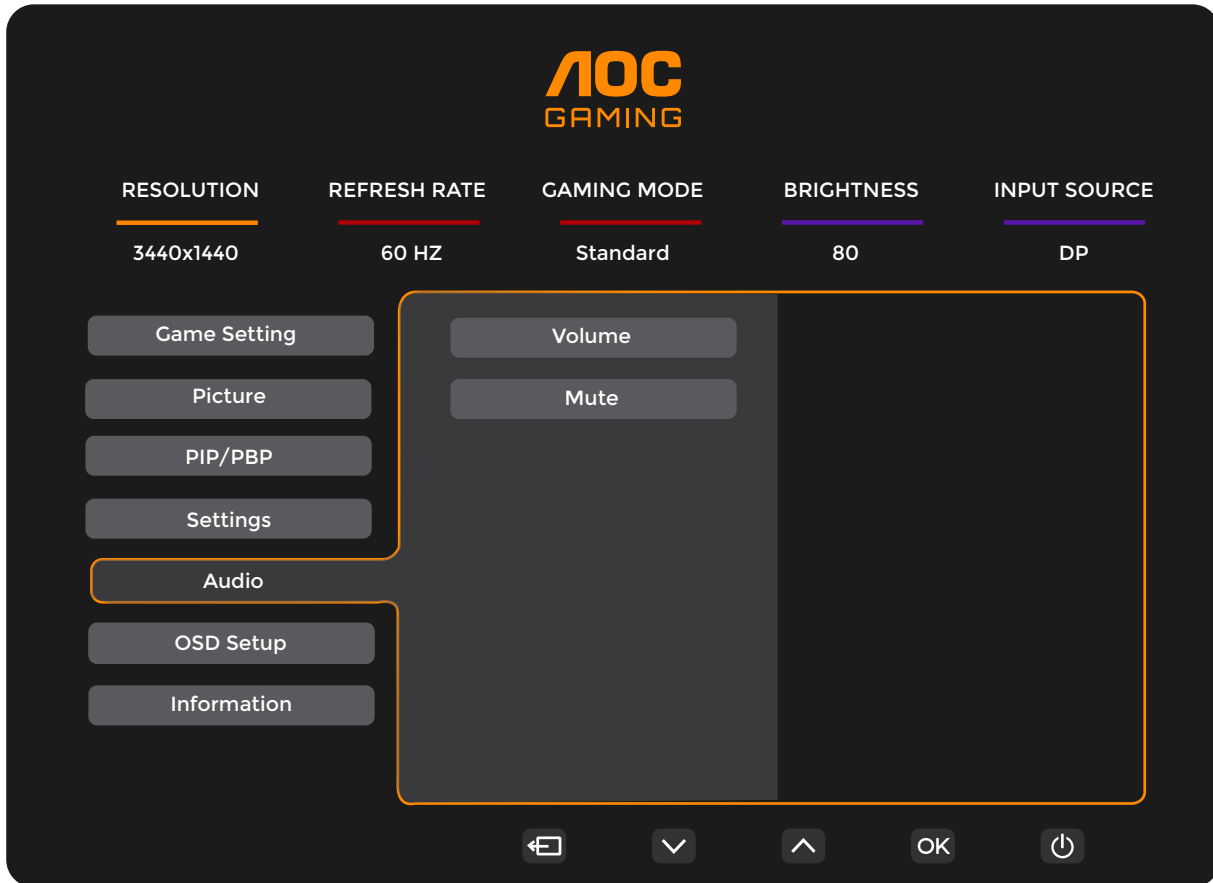 AOC
GAMING
RESOLUTION REFRESH RATE GAMING MODE BRIGHTNESS INPUT SOURCE
3440x1440 60 HZ Standard 80 DP
Game Setting Volume
Picture Mute
PIP/PBP
Settings
Audio
OSD Setup
Information
OK